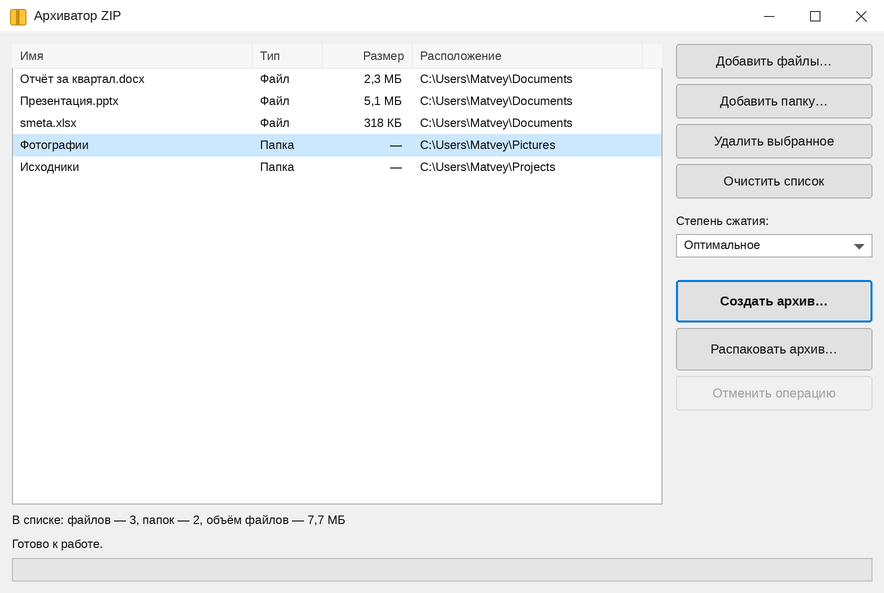 Архиватор ZIP
Имя Тип Размер Расположение
Отчёт за квартал.docx Файл 2,3 МБ C:\Users\Matvey\Documents
Презентация.pptx Файл 5,1 МБ C:\Users\Matvey\Documents
smeta.xlsx Файл 318 КБ C:\Users\Matvey\Documents
Фотографии Папка — C:\Users\Matvey\Pictures
Исходники Папка — C:\Users\Matvey\Projects
Добавить файлы…
Добавить папку…
Удалить выбранное
Очистить список
Степень сжатия:
Оптимальное
Создать архив…
Распаковать архив…
Отменить операцию
В списке: файлов — 3, папок — 2, объём файлов — 7,7 МБ
Готово к работе.